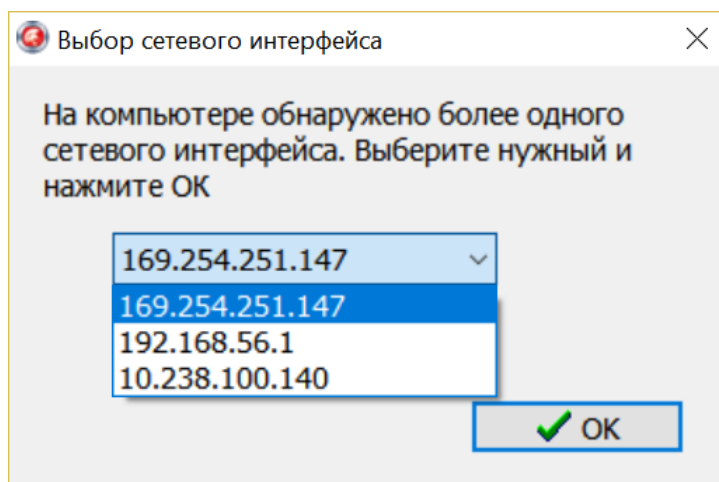 Выбор сетевого интерфейса
На компьютере обнаружено более одного
сетевого интерфейса. Выберите нужный и
нажмите ОК
169.254.251.147
169.254.251.147
192.168.56.1
10.238.100.140
ОК